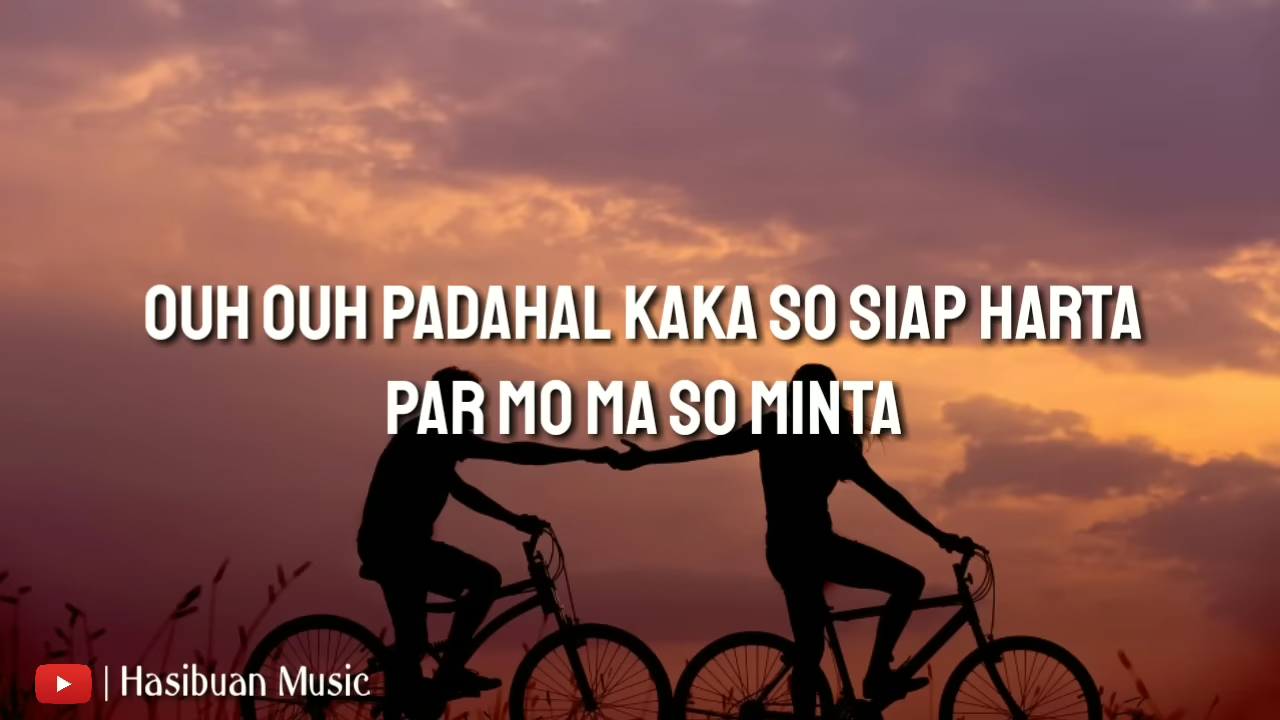 OUH OUH PADAHAL KAKA SO SIAP HARTA
PAR MO MA SO MINTA
| Hasibuan Music